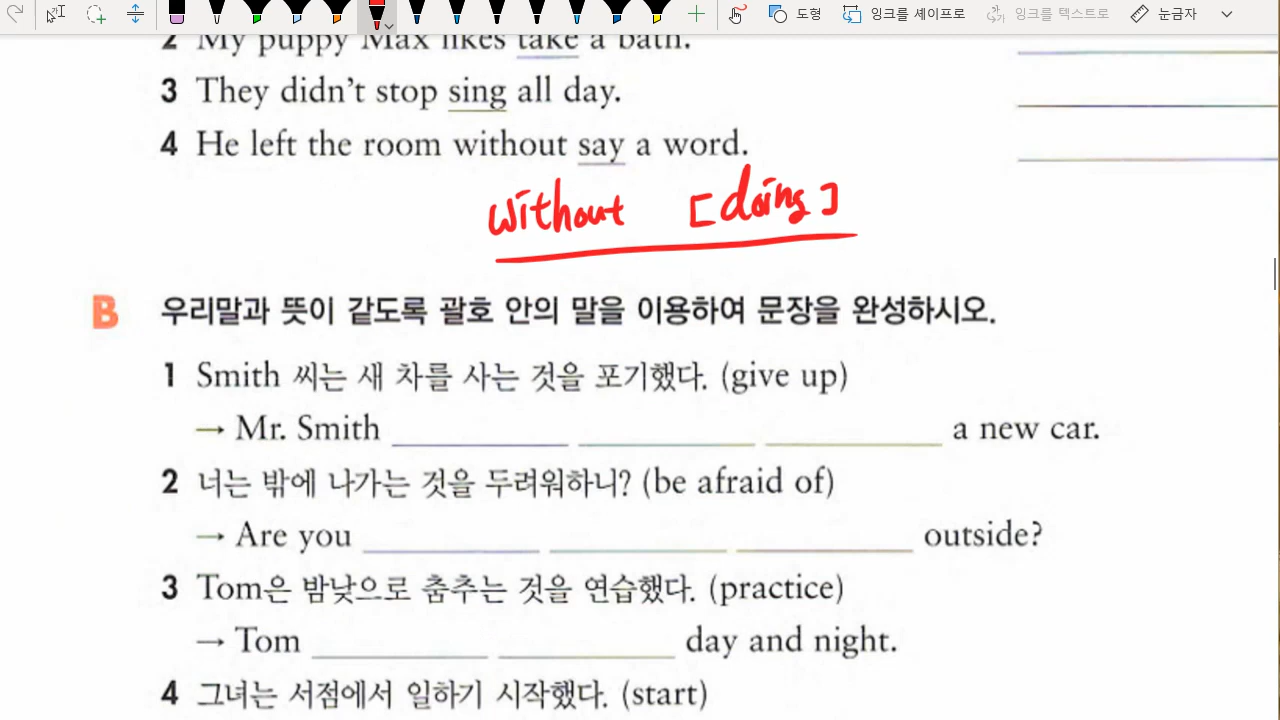 도형 잉크를 셰이프로 잉크를 텍스트로 눈금자
2 My puppy Max likes take a bath.
3 They didn't stop sing all day.
4 He left the room without say a word.
without [doing]
B 우리말과 뜻이 같도록 괄호 안의 말을 이용하여 문장을 완성하시오.
1 Smith 씨는 새 차를 사는 것을 포기했다. (give up)
→ Mr. Smith a new car.
2 너는 밖에 나가는 것을 두려워하니? (be afraid of)
→ Are you outside?
3 Tom은 밤낮으로 춤추는 것을 연습했다. (practice)
→ Tom day and night.
4 그녀는 서점에서 일하기 시작했다. (start)